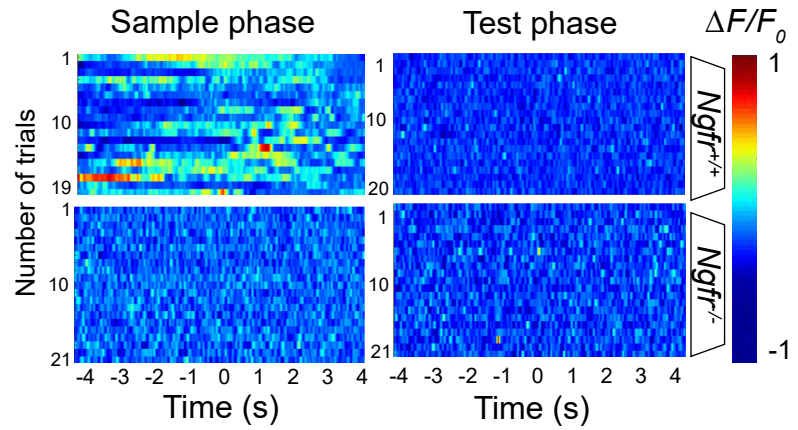 Sample phase
Test phase
ΔF/F0
Number of trials
1
10
19
1
10
20
1
10
21
1
10
21
Ngfr+/+
Ngfr-/-
1
-1
-4 -3 -2 -1 0 1 2 3 4
-4 -3 -2 -1 0 1 2 3 4
Time (s)
Time (s)